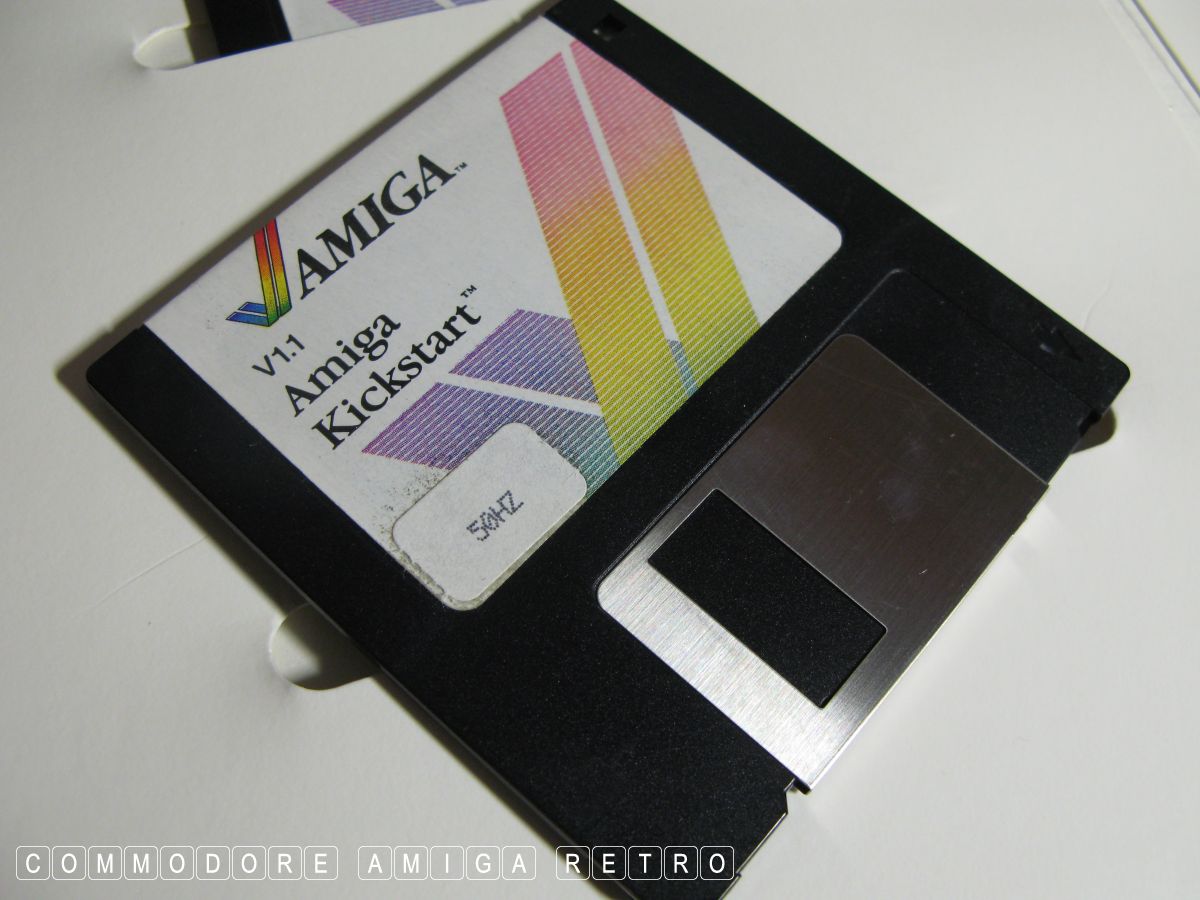 AMIGA™
V1.1
Amiga
Kickstart™
50HZ
COMMODORE AMIGA RETRO